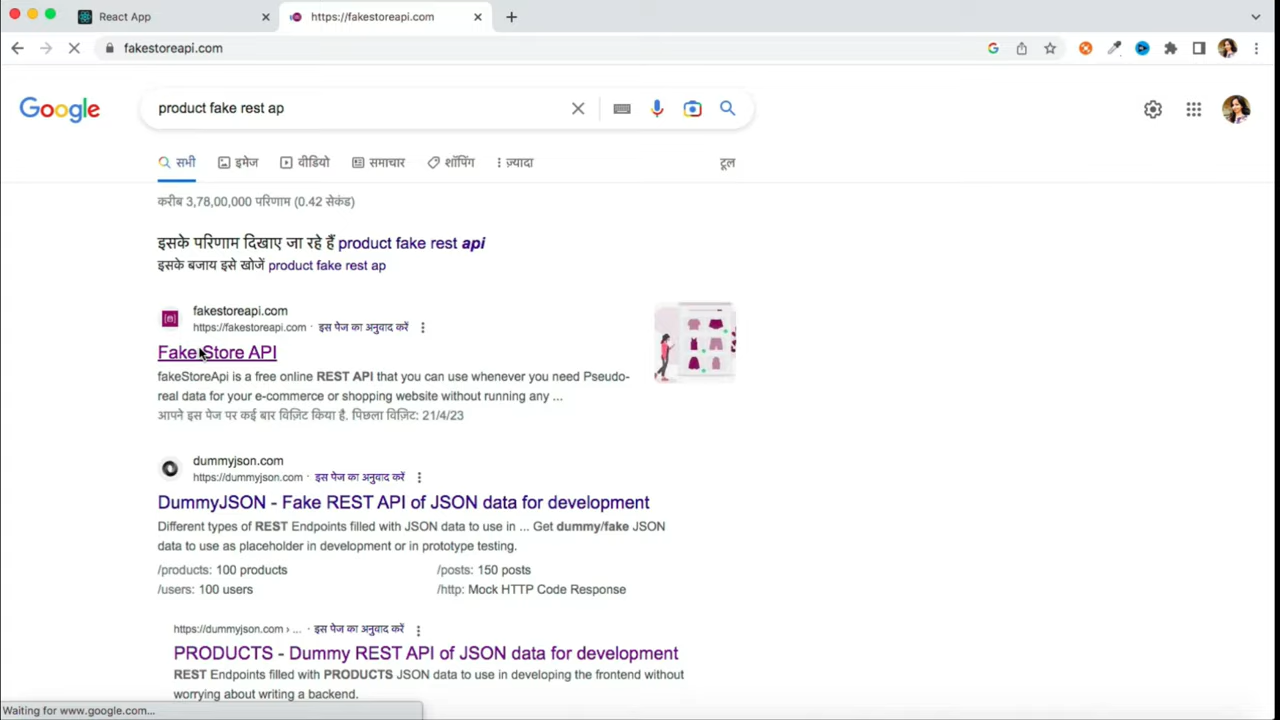 React App
https://fakestoreapi.com
fakestoreapi.com
Google
product fake rest ap
सभी
इमेज
वीडियो
समाचार
शॉपिंग
ज़्यादा
टूल
करीब 3,78,00,000 परिणाम (0.42 सेकंड)
इसके परिणाम दिखाए जा रहे हैं product fake rest api
इसके बजाय इसे खोजें product fake rest ap
fakestoreapi.com
https://fakestoreapi.com · इस पेज का अनुवाद करें
Fake Store API
fakeStoreApi is a free online REST API that you can use whenever you need Pseudo-
real data for your e-commerce or shopping website without running any ...
आपने इस पेज पर कई बार विज़िट किया है. पिछला विज़िट: 21/4/23
dummyjson.com
https://dummyjson.com · इस पेज का अनुवाद करें
DummyJSON - Fake REST API of JSON data for development
Different types of REST Endpoints filled with JSON data to use in ... Get dummy/fake JSON
data to use as placeholder in development or in prototype testing.
/products: 100 products
/posts: 150 posts
/users: 100 users
/http: Mock HTTP Code Response
https://dummyjson.com › ... · इस पेज का अनुवाद करें
PRODUCTS - Dummy REST API of JSON data for development
REST Endpoints filled with PRODUCTS JSON data to use in developing the frontend without
worrying about writing a backend.
Waiting for www.google.com...